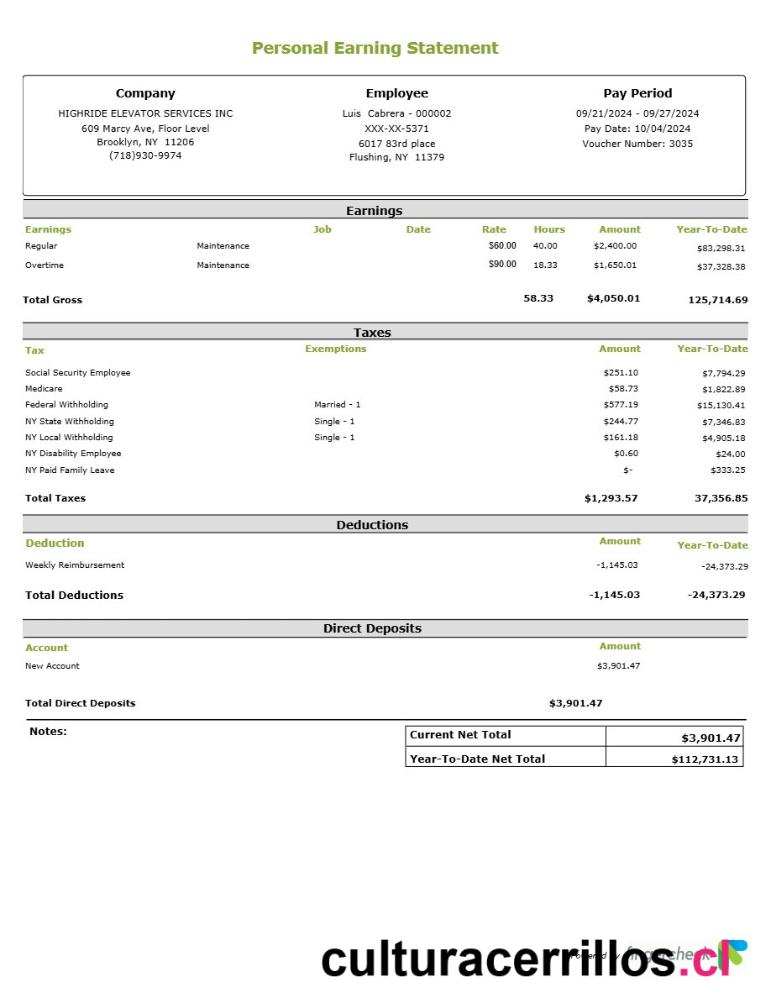 Personal Earning Statement
Company Employee Pay Period
HIGHRIDE ELEVATOR SERVICES INC Luis Cabrera - 000002 09/21/2024 - 09/27/2024
609 Marcy Ave, Floor Level XXX-XX-5371 Pay Date: 10/04/2024
Brooklyn, NY 11206 6017 83rd place Voucher Number: 3035
(718)930-9974 Flushing, NY 11379
Earnings
Earnings Job Date Rate Hours Amount Year-To-Date
Regular Maintenance $60.00 40.00 $2,400.00 $83,298.31
Overtime Maintenance $90.00 18.33 $1,650.01 $37,328.38
Total Gross 58.33 $4,050.01 125,714.69
Taxes
Tax Exemptions Amount Year-To-Date
Social Security Employee $251.10 $7,794.29
Medicare $58.73 $1,822.89
Federal Withholding Married - 1 $577.19 $15,130.41
NY State Withholding Single - 1 $244.77 $7,346.83
NY Local Withholding Single - 1 $161.18 $4,905.18
NY Disability Employee $0.60 $24.00
NY Paid Family Leave $- $333.25
Total Taxes $1,293.57 37,356.85
Deductions
Deduction Amount Year-To-Date
Weekly Reimbursement -1,145.03 -24,373.29
Total Deductions -1,145.03 -24,373.29
Direct Deposits
Account Amount
New Account $3,901.47
Total Direct Deposits $3,901.47
Notes:
Current Net Total $3,901.47
Year-To-Date Net Total $112,731.13
culturacerrillos.cl